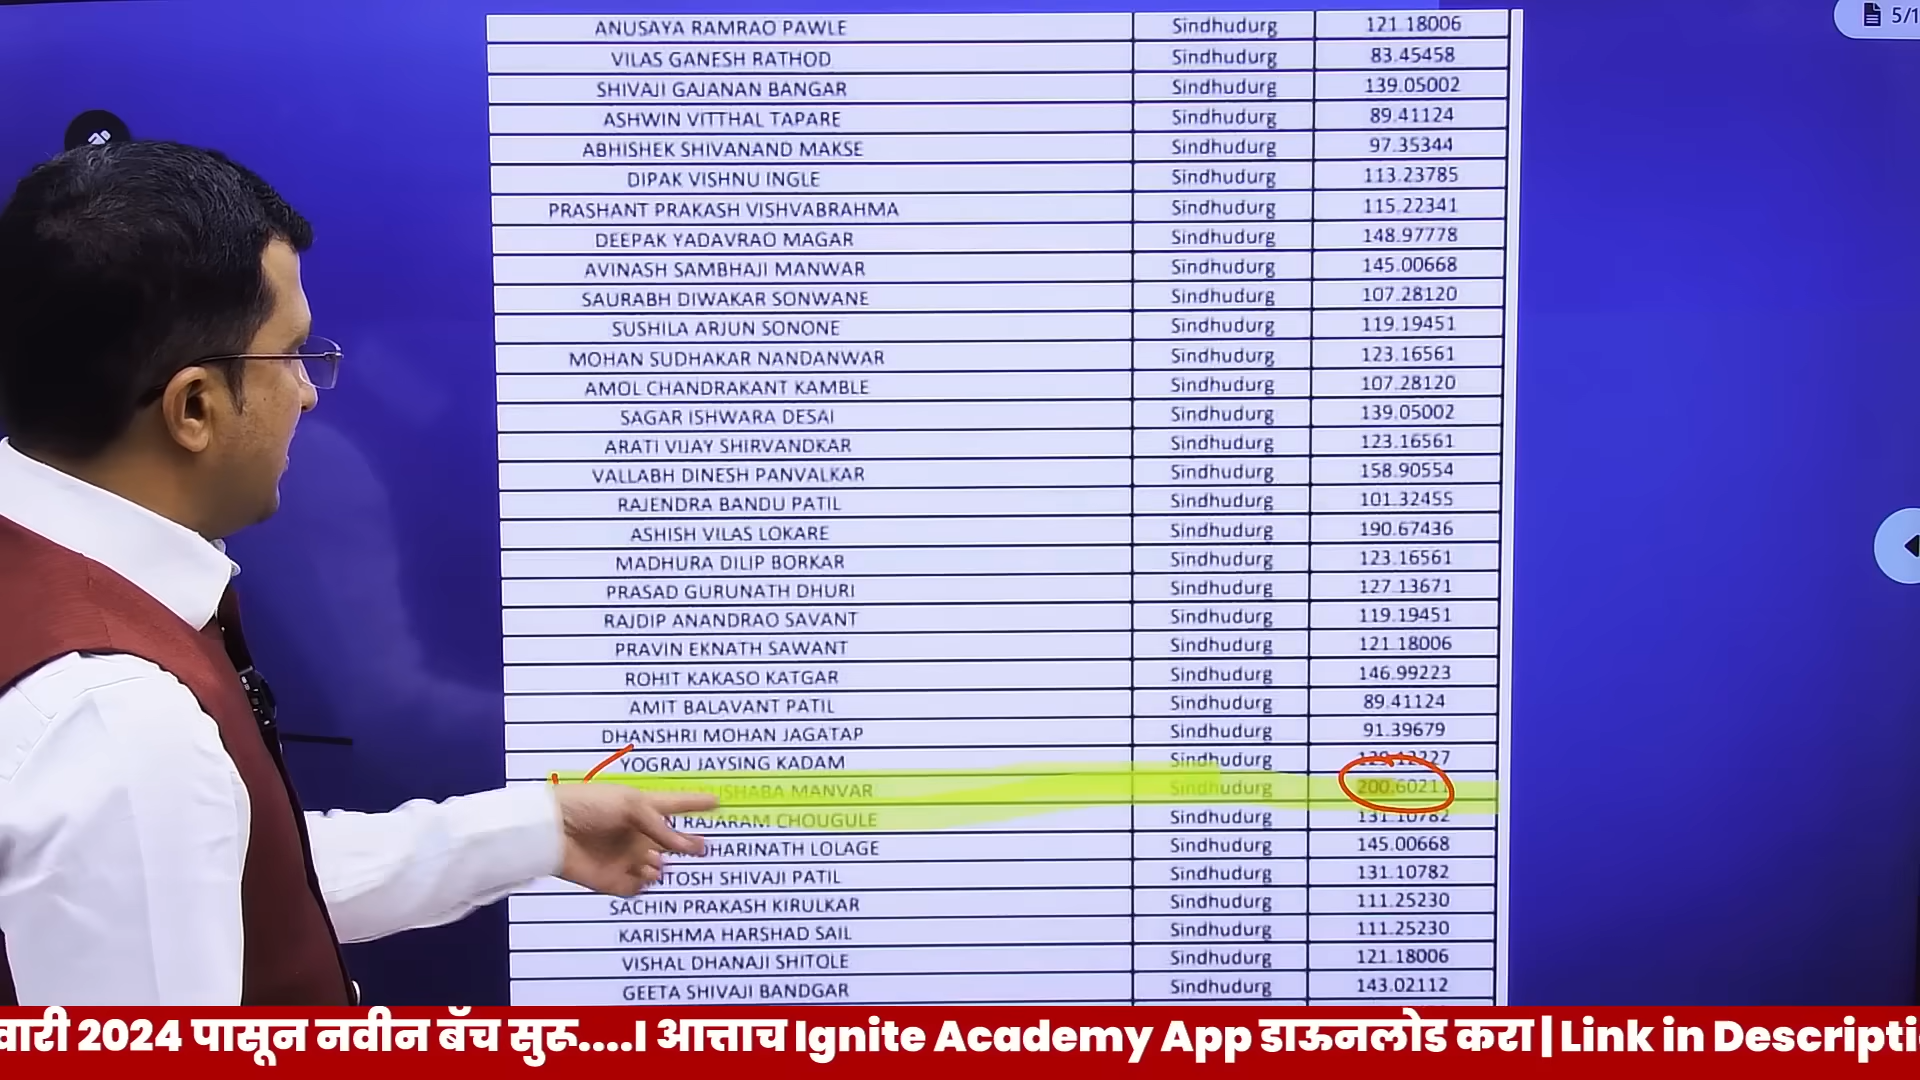 5/1
ANUSAYA RAMRAO PAWLE Sindhudurg 121.18006
VILAS GANESH RATHOD Sindhudurg 83.45458
SHIVAJI GAJANAN BANGAR Sindhudurg 139.05002
ASHWIN VITTHAL TAPARE Sindhudurg 89.41124
ABHISHEK SHIVANAND MAKSE Sindhudurg 97.35344
DIPAK VISHNU INGLE Sindhudurg 113.23785
PRASHANT PRAKASH VISHVABRAHMA Sindhudurg 115.22341
DEEPAK YADAVRAO MAGAR Sindhudurg 148.97778
AVINASH SAMBHAJI MANWAR Sindhudurg 145.00668
SAURABH DIWAKAR SONWANE Sindhudurg 107.28120
SUSHILA ARJUN SONONE Sindhudurg 119.19451
MOHAN SUDHAKAR NANDANWAR Sindhudurg 123.16561
AMOL CHANDRAKANT KAMBLE Sindhudurg 107.28120
SAGAR ISHWARA DESAI Sindhudurg 139.05002
ARATI VIJAY SHIRVANDKAR Sindhudurg 123.16561
VALLABH DINESH PANVALKAR Sindhudurg 158.90554
RAJENDRA BANDU PATIL Sindhudurg 101.32455
ASHISH VILAS LOKARE Sindhudurg 190.67436
MADHURA DILIP BORKAR Sindhudurg 123.16561
PRASAD GURUNATH DHURI Sindhudurg 127.13671
RAJDIP ANANDRAO SAVANT Sindhudurg 119.19451
PRAVIN EKNATH SAWANT Sindhudurg 121.18006
ROHIT KAKASO KATGAR Sindhudurg 146.99223
AMIT BALAVANT PATIL Sindhudurg 89.41124
DHANSHRI MOHAN JAGATAP Sindhudurg 91.39679
YOGRAJ JAYSING KADAM Sindhudurg
KUSHABA MANVAR Sindhudurg 200.60211
RAJARAM CHOUGULE Sindhudurg 131.10782
LOLAGE Sindhudurg 145.00668
SHIVAJI PATIL Sindhudurg 131.10782
SACHIN PRAKASH KIRULKAR Sindhudurg 111.25230
KARISHMA HARSHAD SAIL Sindhudurg 111.25230
VISHAL DHANAJI SHITOLE Sindhudurg 121.18006
GEETA SHIVAJI BANDGAR Sindhudurg 143.02112
वारी 2024 पासून नवीन बॅच सुरू....। आत्ताच Ignite Academy App डाऊनलोड करा | Link in Descripti